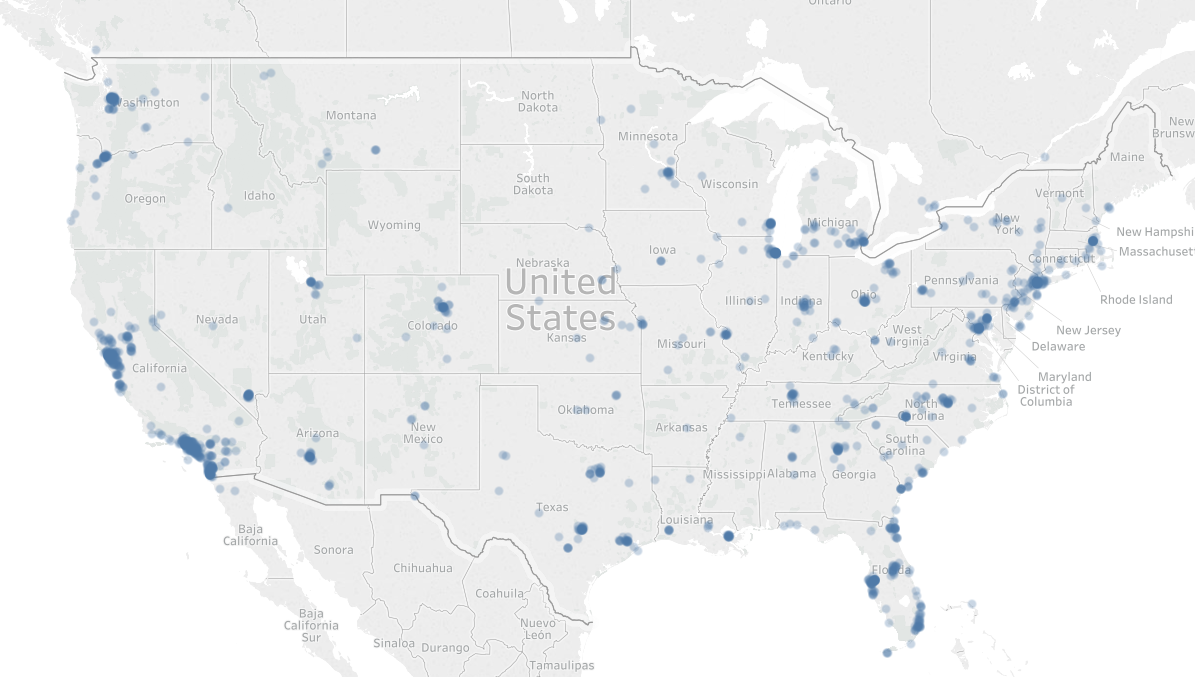 Ontario
Washington
Montana
North
Dakota
Minnesota
Maine
New
Brunsw
Oregon
Idaho
South
Dakota
Wisconsin
Michigan
Vermont
New
York
New Hampshi
Wyoming
Iowa
Massachuset
Connecticut
Nebraska
United
States
Pennsylvania
Illinois
Indiana
Ohio
Rhode Island
Nevada
Utah
Colorado
Kansas
Missouri
West
Virginia
New Jersey
Delaware
California
Kentucky
Virginia
Maryland
District of
Columbia
Oklahoma
Tennessee
North
Carolina
Arizona
New
Mexico
Arkansas
South
Carolina
Mississippi
Alabama
Georgia
Texas
Louisiana
Baja
California
Sonora
Chihuahua
Florida
Coahuila
Baja
California
Sur
Nuevo
León
Sinaloa
Durango
Tamaulipas